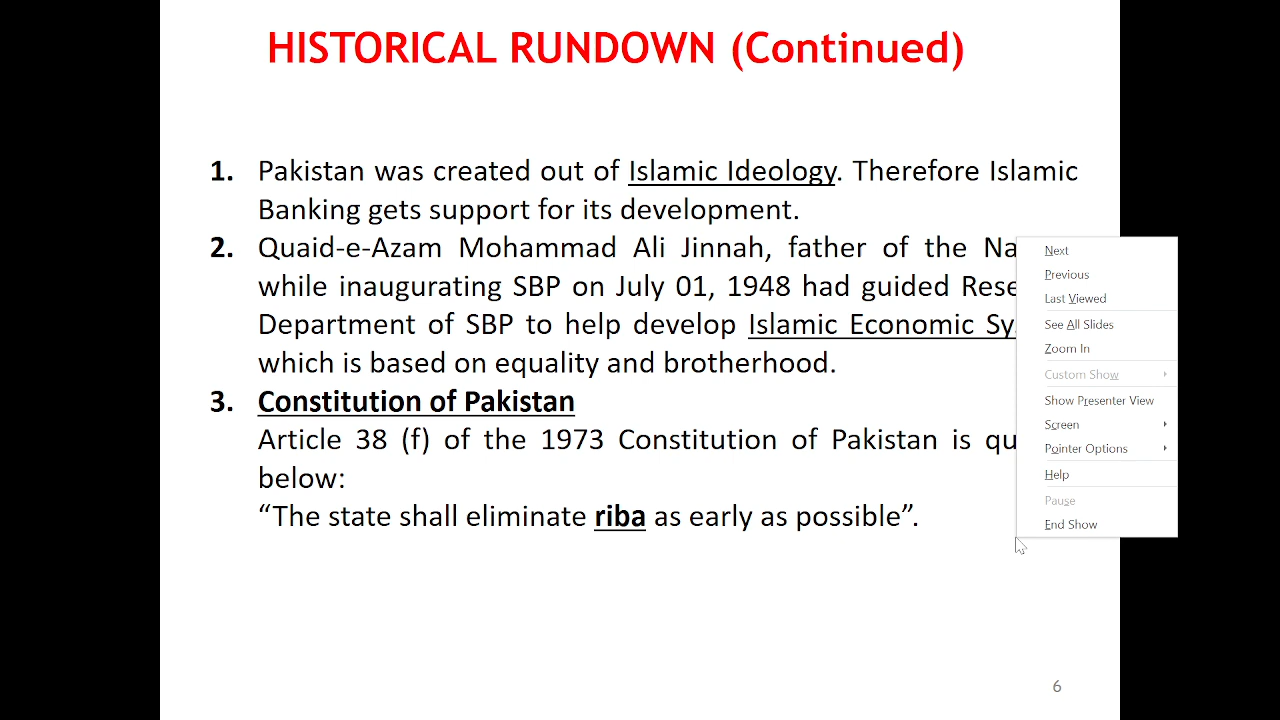 HISTORICAL RUNDOWN (Continued)
1. Pakistan was created out of Islamic Ideology. Therefore Islamic
Banking gets support for its development.
2. Quaid-e-Azam Mohammad Ali Jinnah, father of the Na
while inaugurating SBP on July 01, 1948 had guided Rese
Department of SBP to help develop Islamic Economic Sy
which is based on equality and brotherhood.
3. Constitution of Pakistan
Article 38 (f) of the 1973 Constitution of Pakistan is qu
below:
“The state shall eliminate riba as early as possible”.
Next
Previous
Last Viewed
See All Slides
Zoom In
Custom Show
Show Presenter View
Screen
Pointer Options
Help
Pause
End Show
6